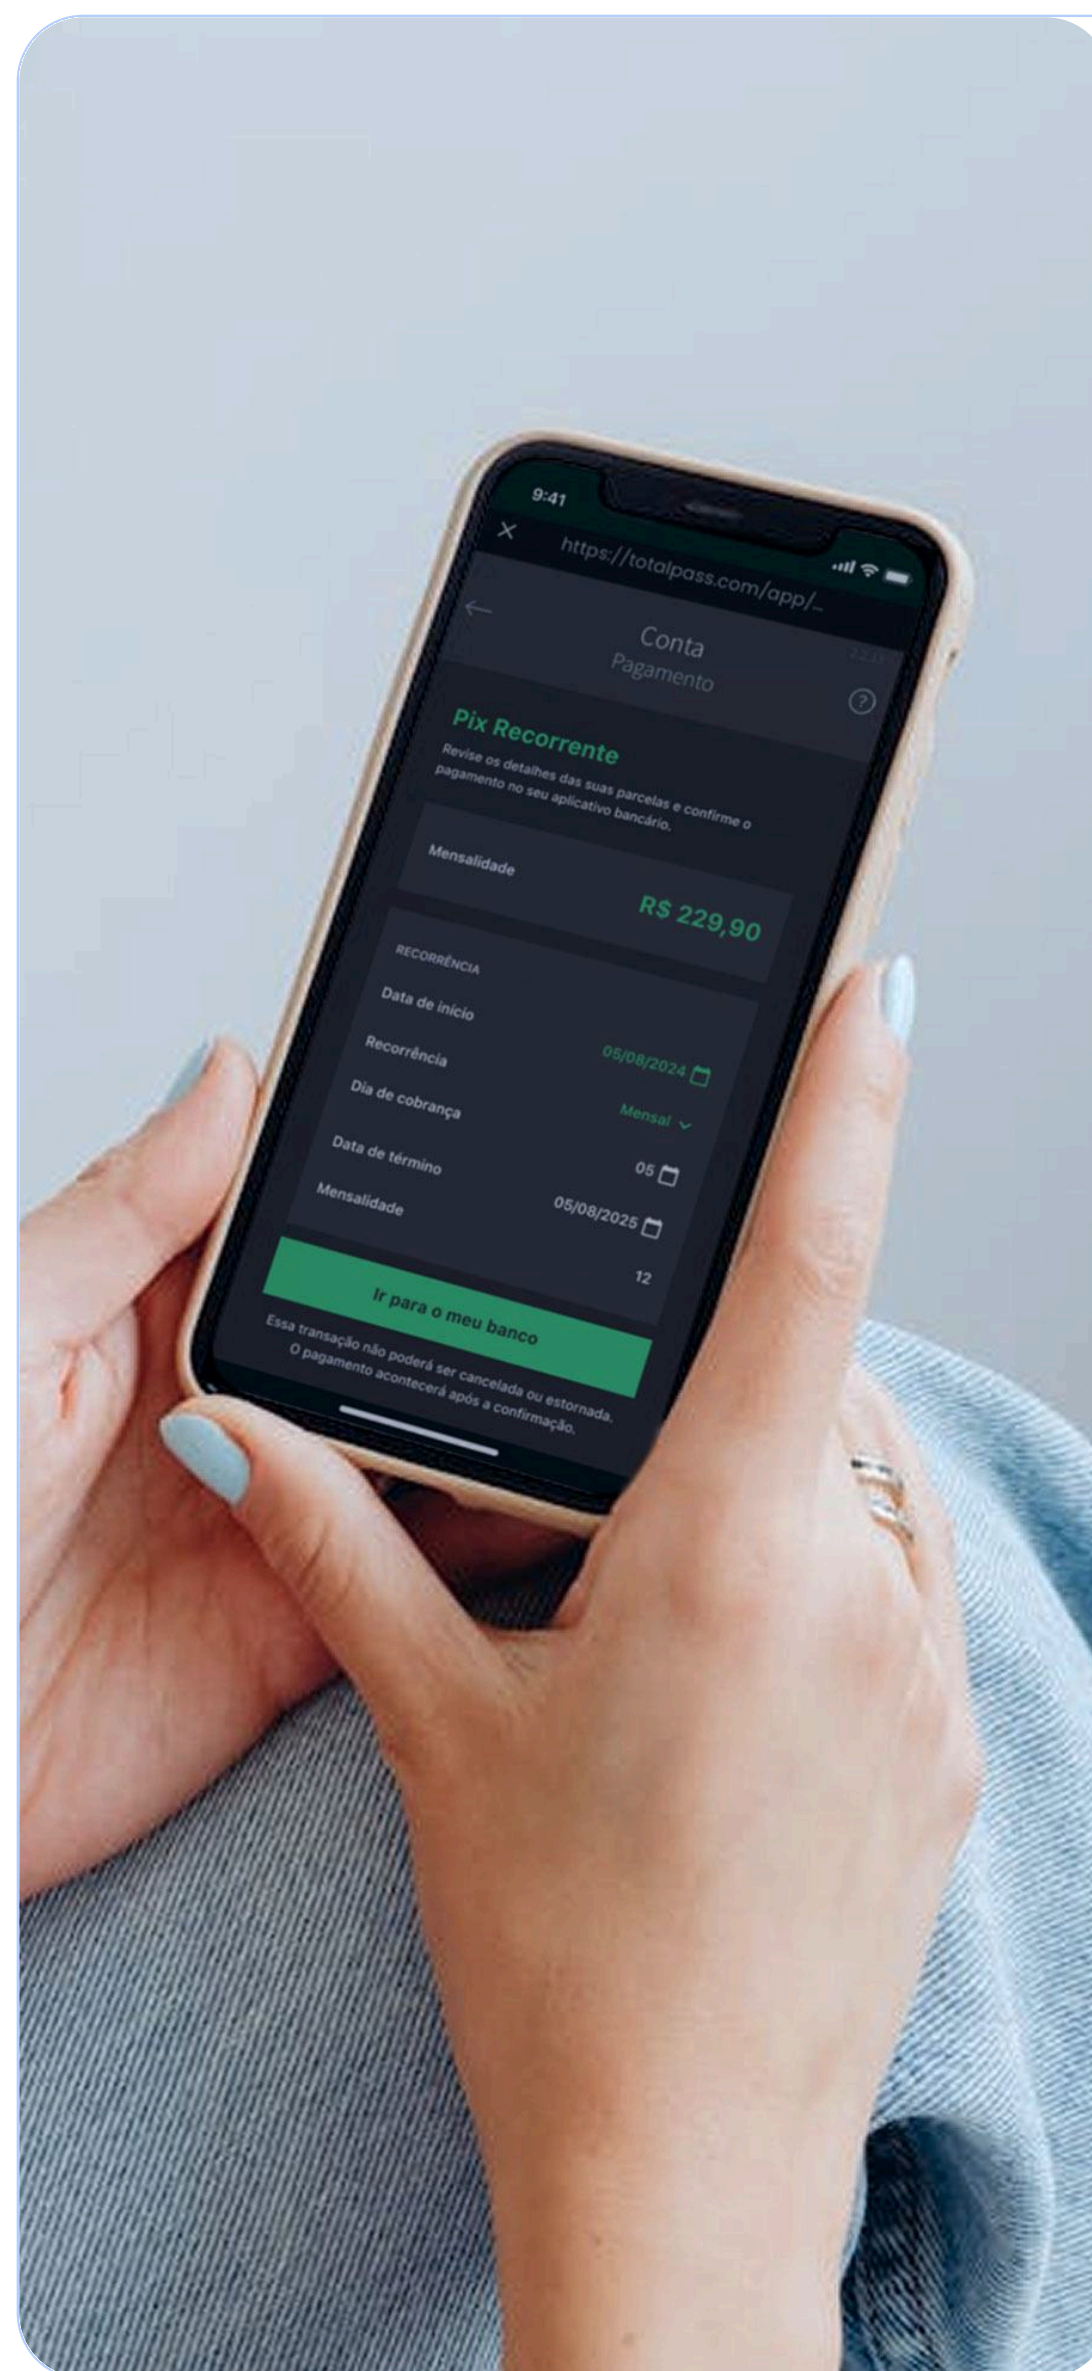 9:41
https://totalpass.com/app/...
Conta
Pagamento
2.2.13
?
Pix Recorrente
Revise os detalhes das suas parcelas e confirme o
pagamento no seu aplicativo bancário.
Mensalidade
R$ 229,90
RECORRÊNCIA
Data de início
05/08/2024
Recorrência
Mensal
Dia de cobrança
05
Data de término
05/08/2025
Mensalidade
12
Ir para o meu banco
Essa transação não poderá ser cancelada ou estornada.
O pagamento acontecerá após a confirmação.